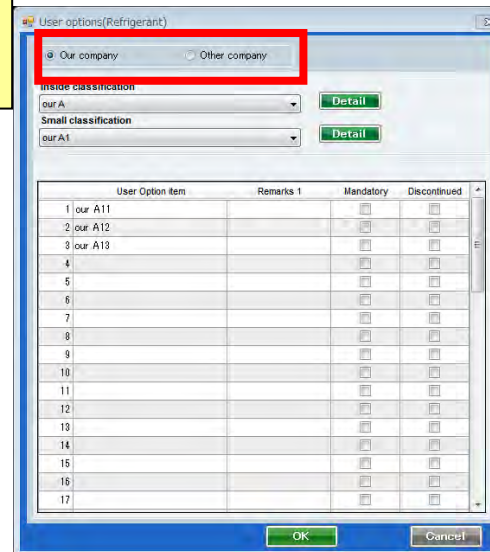 User options(Refrigerant)
Our company Other company
Inside classification
our A Detail
Small classification
our A1 Detail
User Option item Remarks 1 Mandatory Discontinued
1 our A11
2 our A12
3 our A13
4
5
6
7
8
9
10
11
12
13
14
15
16
17
OK Cancel